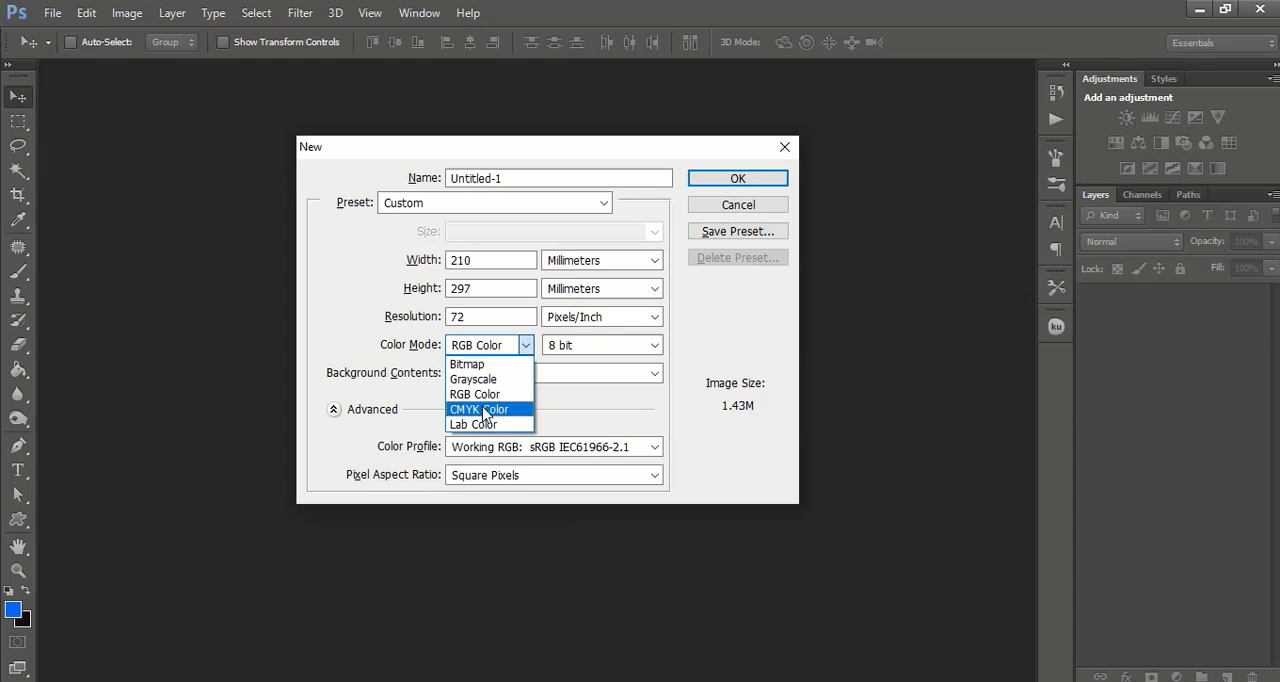 Ps File Edit Image Layer Type Select Filter 3D View Window Help
Auto-Select: Group Show Transform Controls 3D Mode: Essentials
Adjustments Styles
Add an adjustment
Layers Channels Paths
Kind
Normal Opacity: 100%
Lock: Fill: 100%
ku
New
Name: Untitled-1 OK
Preset: Custom Cancel
Size: Save Preset...
Width: 210 Millimeters Delete Preset...
Height: 297 Millimeters
Resolution: 72 Pixels/Inch
Color Mode: RGB Color 8 bit
Bitmap
Background Contents: Grayscale
RGB Color
Advanced CMYK Color
Lab Color
Color Profile: Working RGB: sRGB IEC61966-2.1
Pixel Aspect Ratio: Square Pixels
Image Size:
1.43M